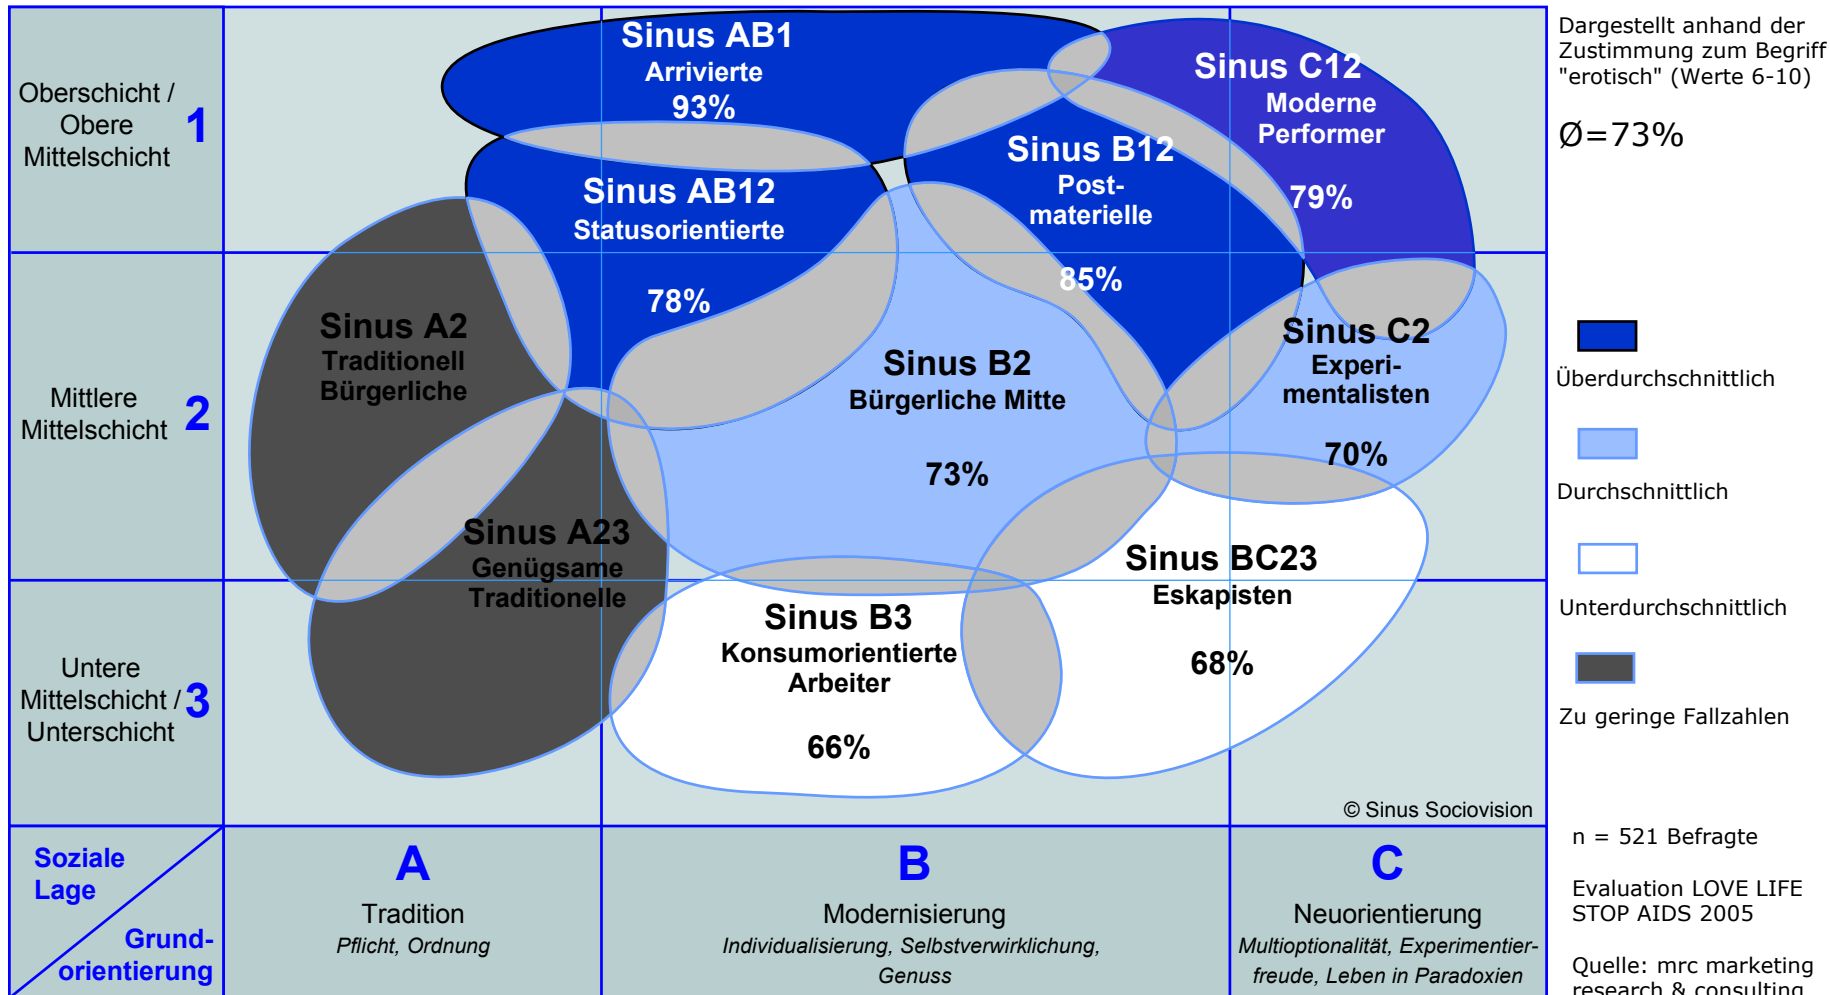 Oberschicht /
Obere
Mittelschicht
1
Mittlere
Mittelschicht
2
Untere
Mittelschicht /
Unterschicht
3
Sinus AB1
Arrivierte
93%
Sinus C12
Moderne
Performer
79%
Sinus AB12
Statusorientierte
78%
Sinus B12
Post-
materielle
85%
Sinus A2
Traditionell
Bürgerliche
Sinus B2
Bürgerliche Mitte
73%
Sinus C2
Experi-
mentalisten
70%
Sinus A23
Genügsame
Traditionelle
Sinus BC23
Eskapisten
68%
Sinus B3
Konsumorientierte
Arbeiter
66%
© Sinus Sociovision
Soziale
Lage
Grund-
orientierung
A
Tradition
Pflicht, Ordnung
B
Modernisierung
Individualisierung, Selbstverwirklichung,
Genuss
C
Neuorientierung
Multioptionalität, Experimentier-
freude, Leben in Paradoxien
Dargestellt anhand der
Zustimmung zum Begriff
"erotisch" (Werte 6-10)
Ø=73%
Überdurchschnittlich
Durchschnittlich
Unterdurchschnittlich
Zu geringe Fallzahlen
n = 521 Befragte
Evaluation LOVE LIFE
STOP AIDS 2005
Quelle: mrc marketing
research & consulting